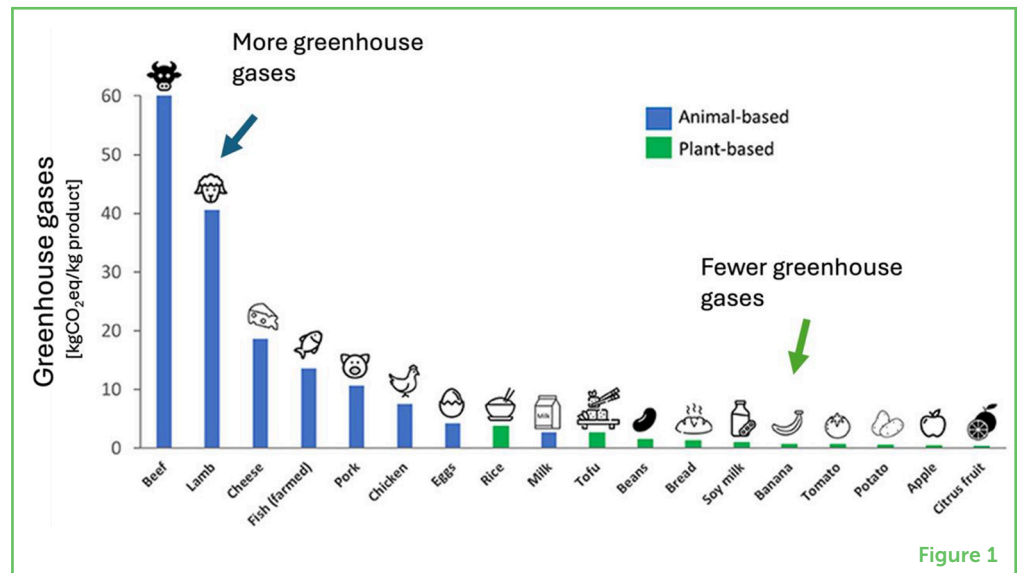 More greenhouse
gases
60
50
40
30
20
10
0
Greenhouse gases
[kgCO₂eq/kg product]
Animal-based
Plant-based
Fewer greenhouse
gases
Milk
Beef
Lamb
Cheese
Fish (farmed)
Pork
Chicken
Eggs
Rice
Milk
Tofu
Beans
Bread
Soy milk
Banana
Tomato
Potato
Apple
Citrus fruit
Figure 1